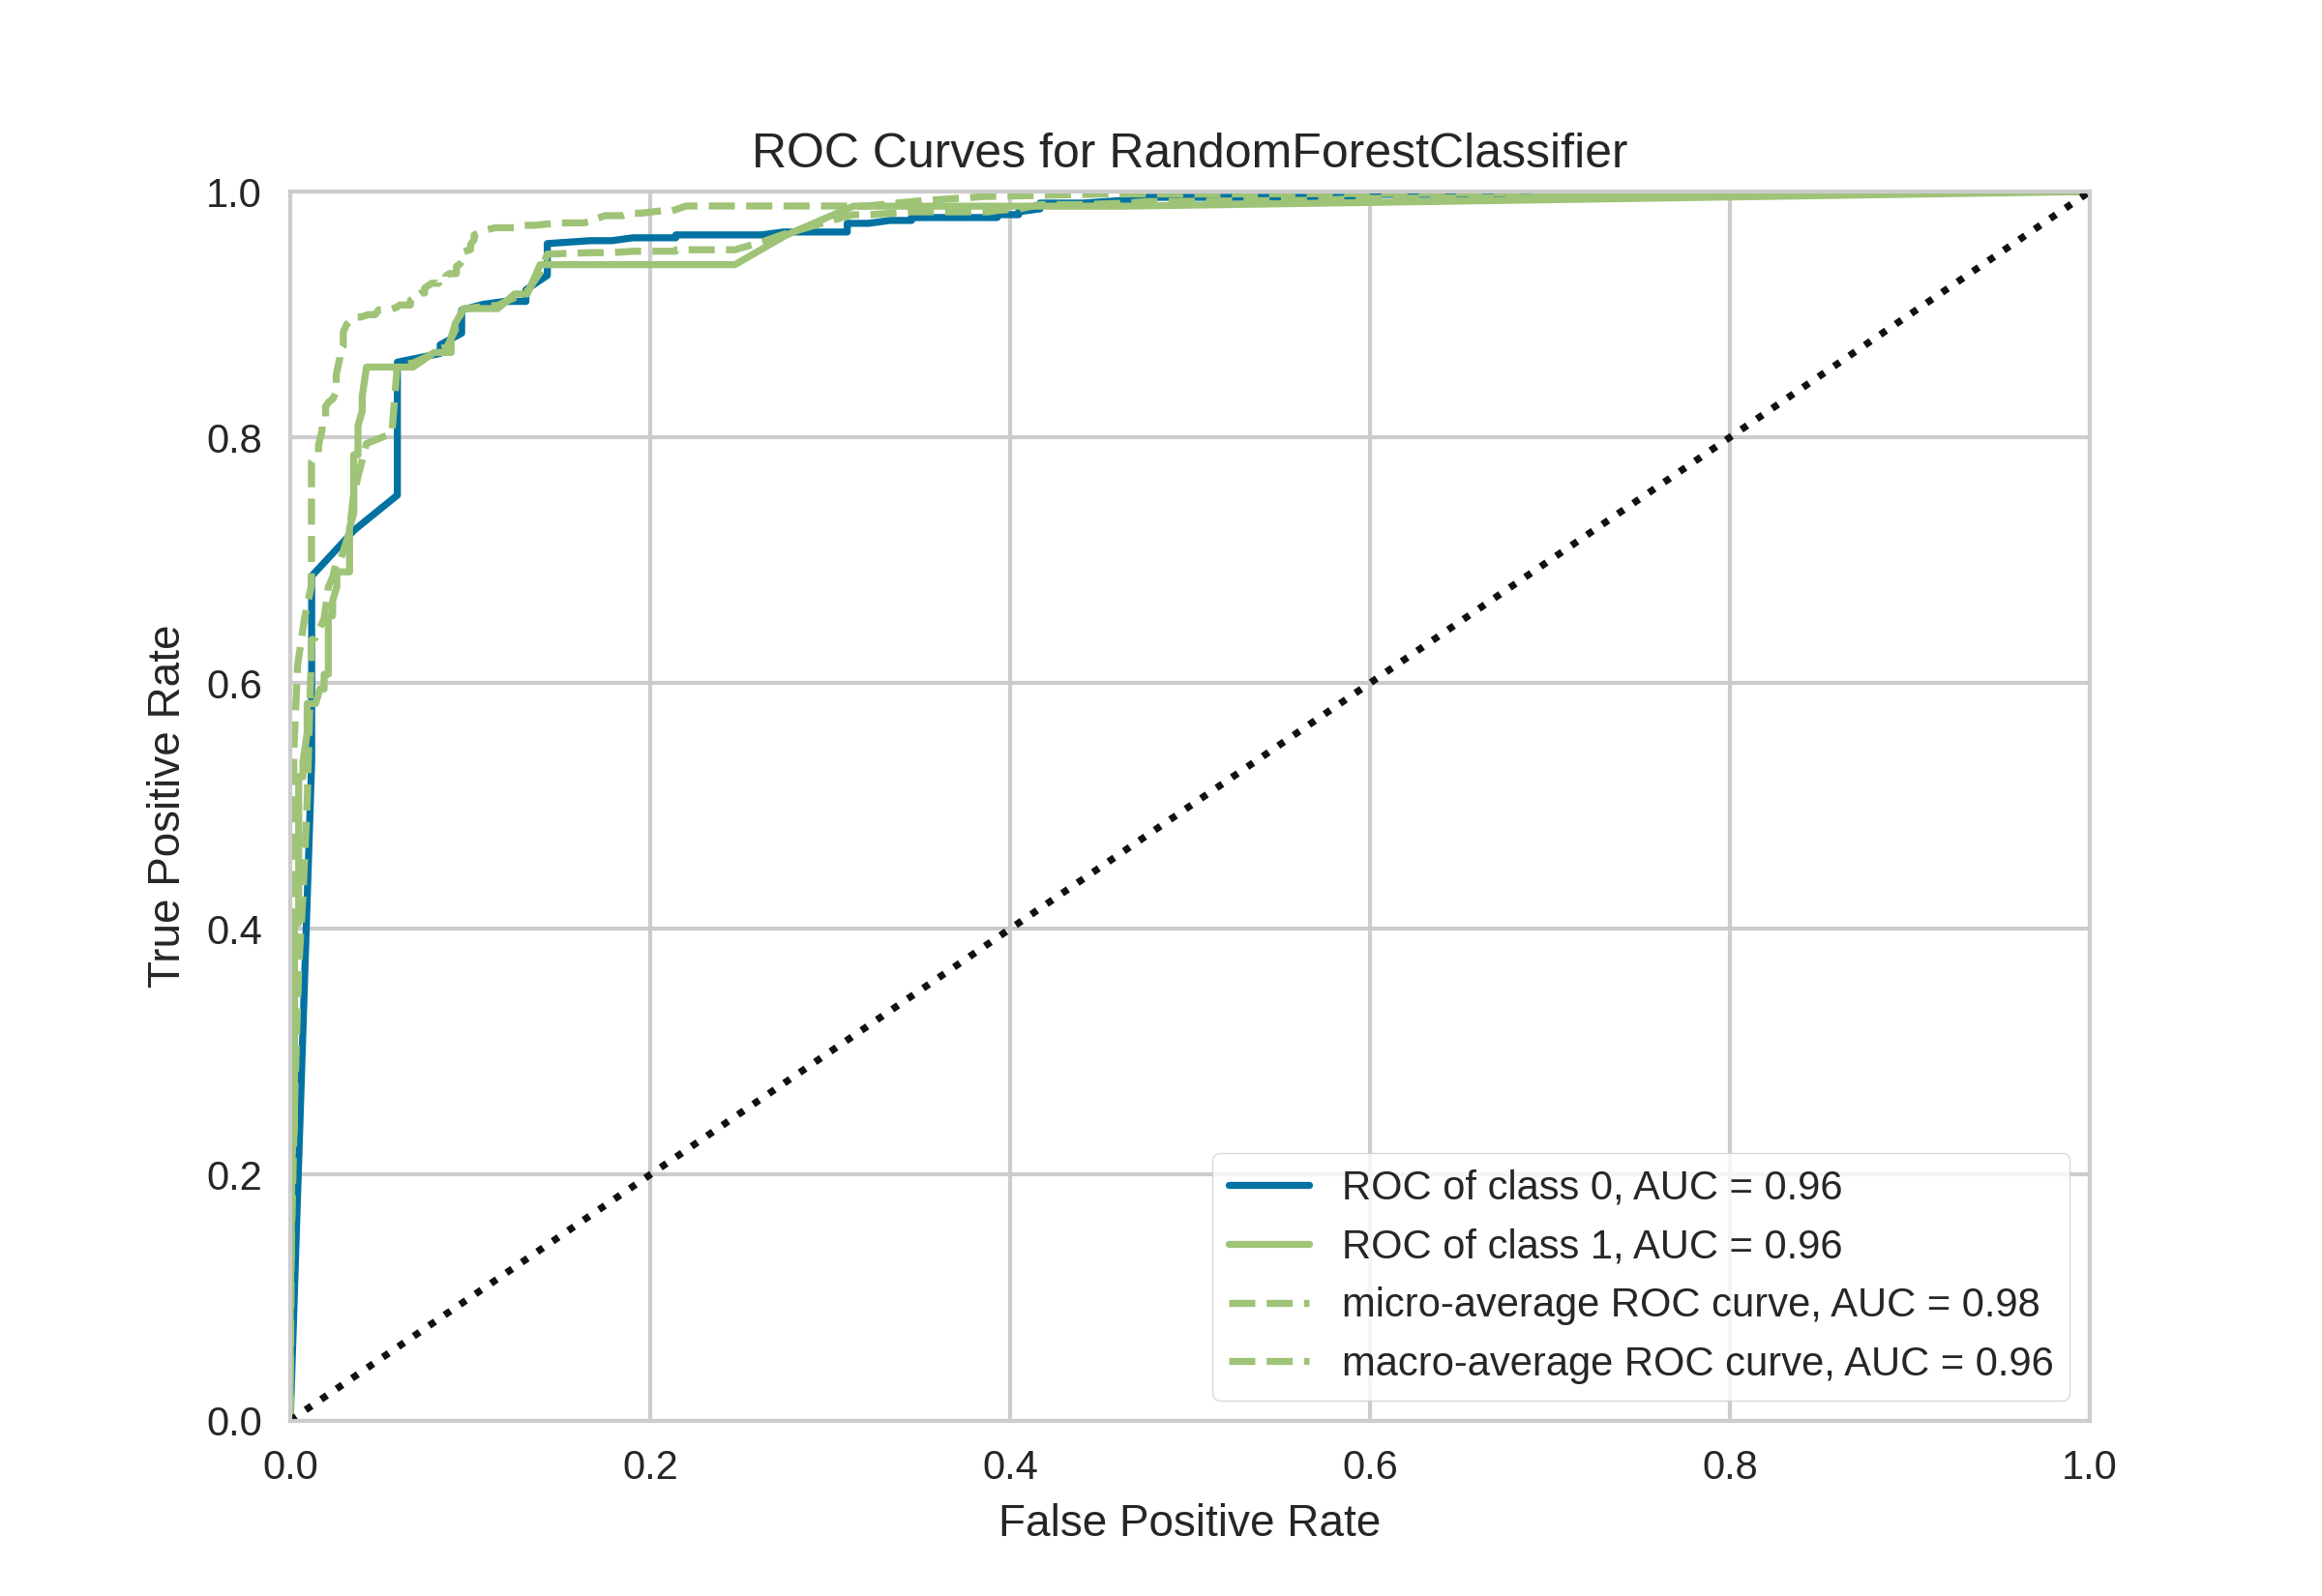 ROC Curves for RandomForestClassifier
1.0
0.8
0.6
0.4
0.2
0.0
True Positive Rate
ROC of class 0, AUC = 0.96
ROC of class 1, AUC = 0.96
micro-average ROC curve, AUC = 0.98
macro-average ROC curve, AUC = 0.96
0.0 0.2 0.4 0.6 0.8 1.0
False Positive Rate